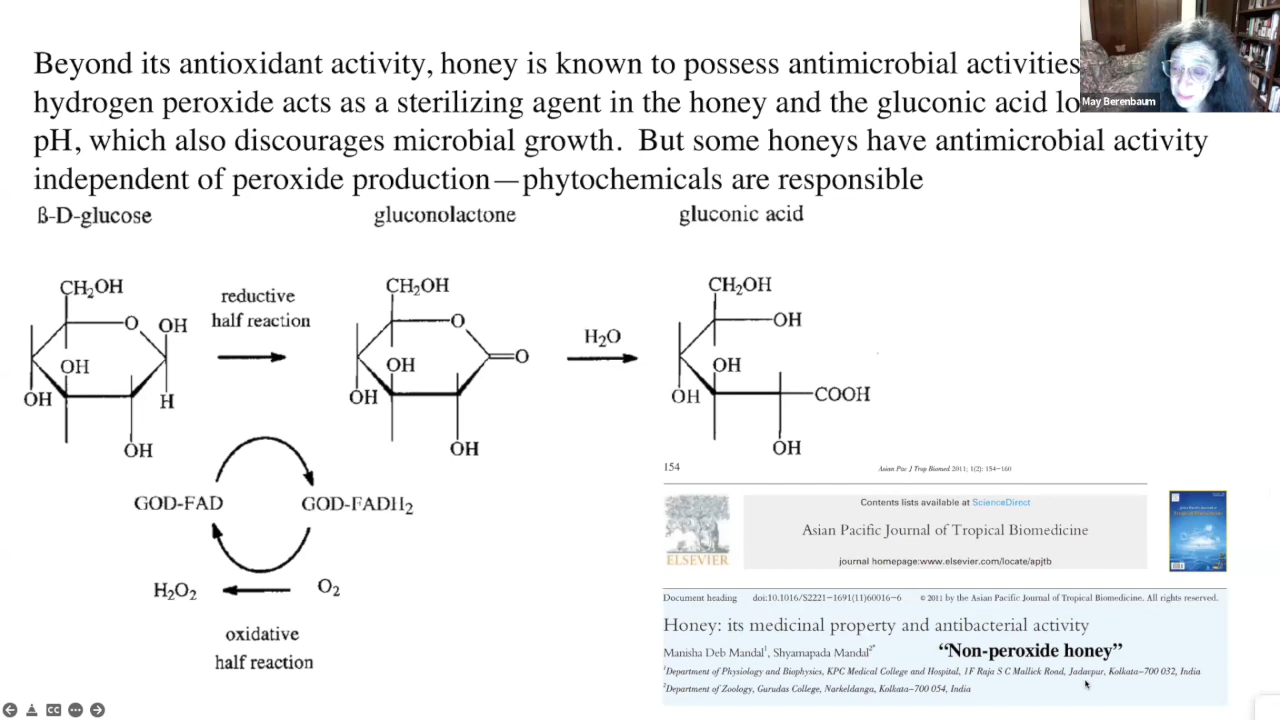 Beyond its antioxidant activity, honey is known to possess antimicrobial activities
May Berenbaum
hydrogen peroxide acts as a sterilizing agent in the honey and the gluconic acid lo
pH, which also discourages microbial growth.  But some honeys have antimicrobial activity
independent of peroxide production—phytochemicals are responsible
ß-D-glucose
gluconolactone
gluconic acid
CH₂OH
O
OH
OH
OH
H
OH
reductive
half reaction
CH₂OH
O
O
OH
OH
OH
H₂O
CH₂OH
OH
OH
OH
COOH
OH
GOD-FAD
GOD-FADH₂
H₂O₂
O₂
oxidative
half reaction
154
Asian Pac J Trop Biomed 2011; 1(2): 154-160
Contents lists available at ScienceDirect
Asian Pacific Journal of Tropical Biomedicine
journal homepage:www.elsevier.com/locate/apjtb
ELSEVIER
Document heading
doi:10.1016/S2221-1691(11)60016-6
© 2011 by the Asian Pacific Journal of Tropical Biomedicine. All rights reserved.
Honey: its medicinal property and antibacterial activity
Manisha Deb Mandal¹, Shyamapada Mandal²*
“Non-peroxide honey”
¹Department of Physiology and Biophysics, KPC Medical College and Hospital, 1F Raja S C Mallick Road, Jadavpur, Kolkata-700 032, India
²Department of Zoology, Gurudas College, Narkeldanga, Kolkata-700 054, India
CC